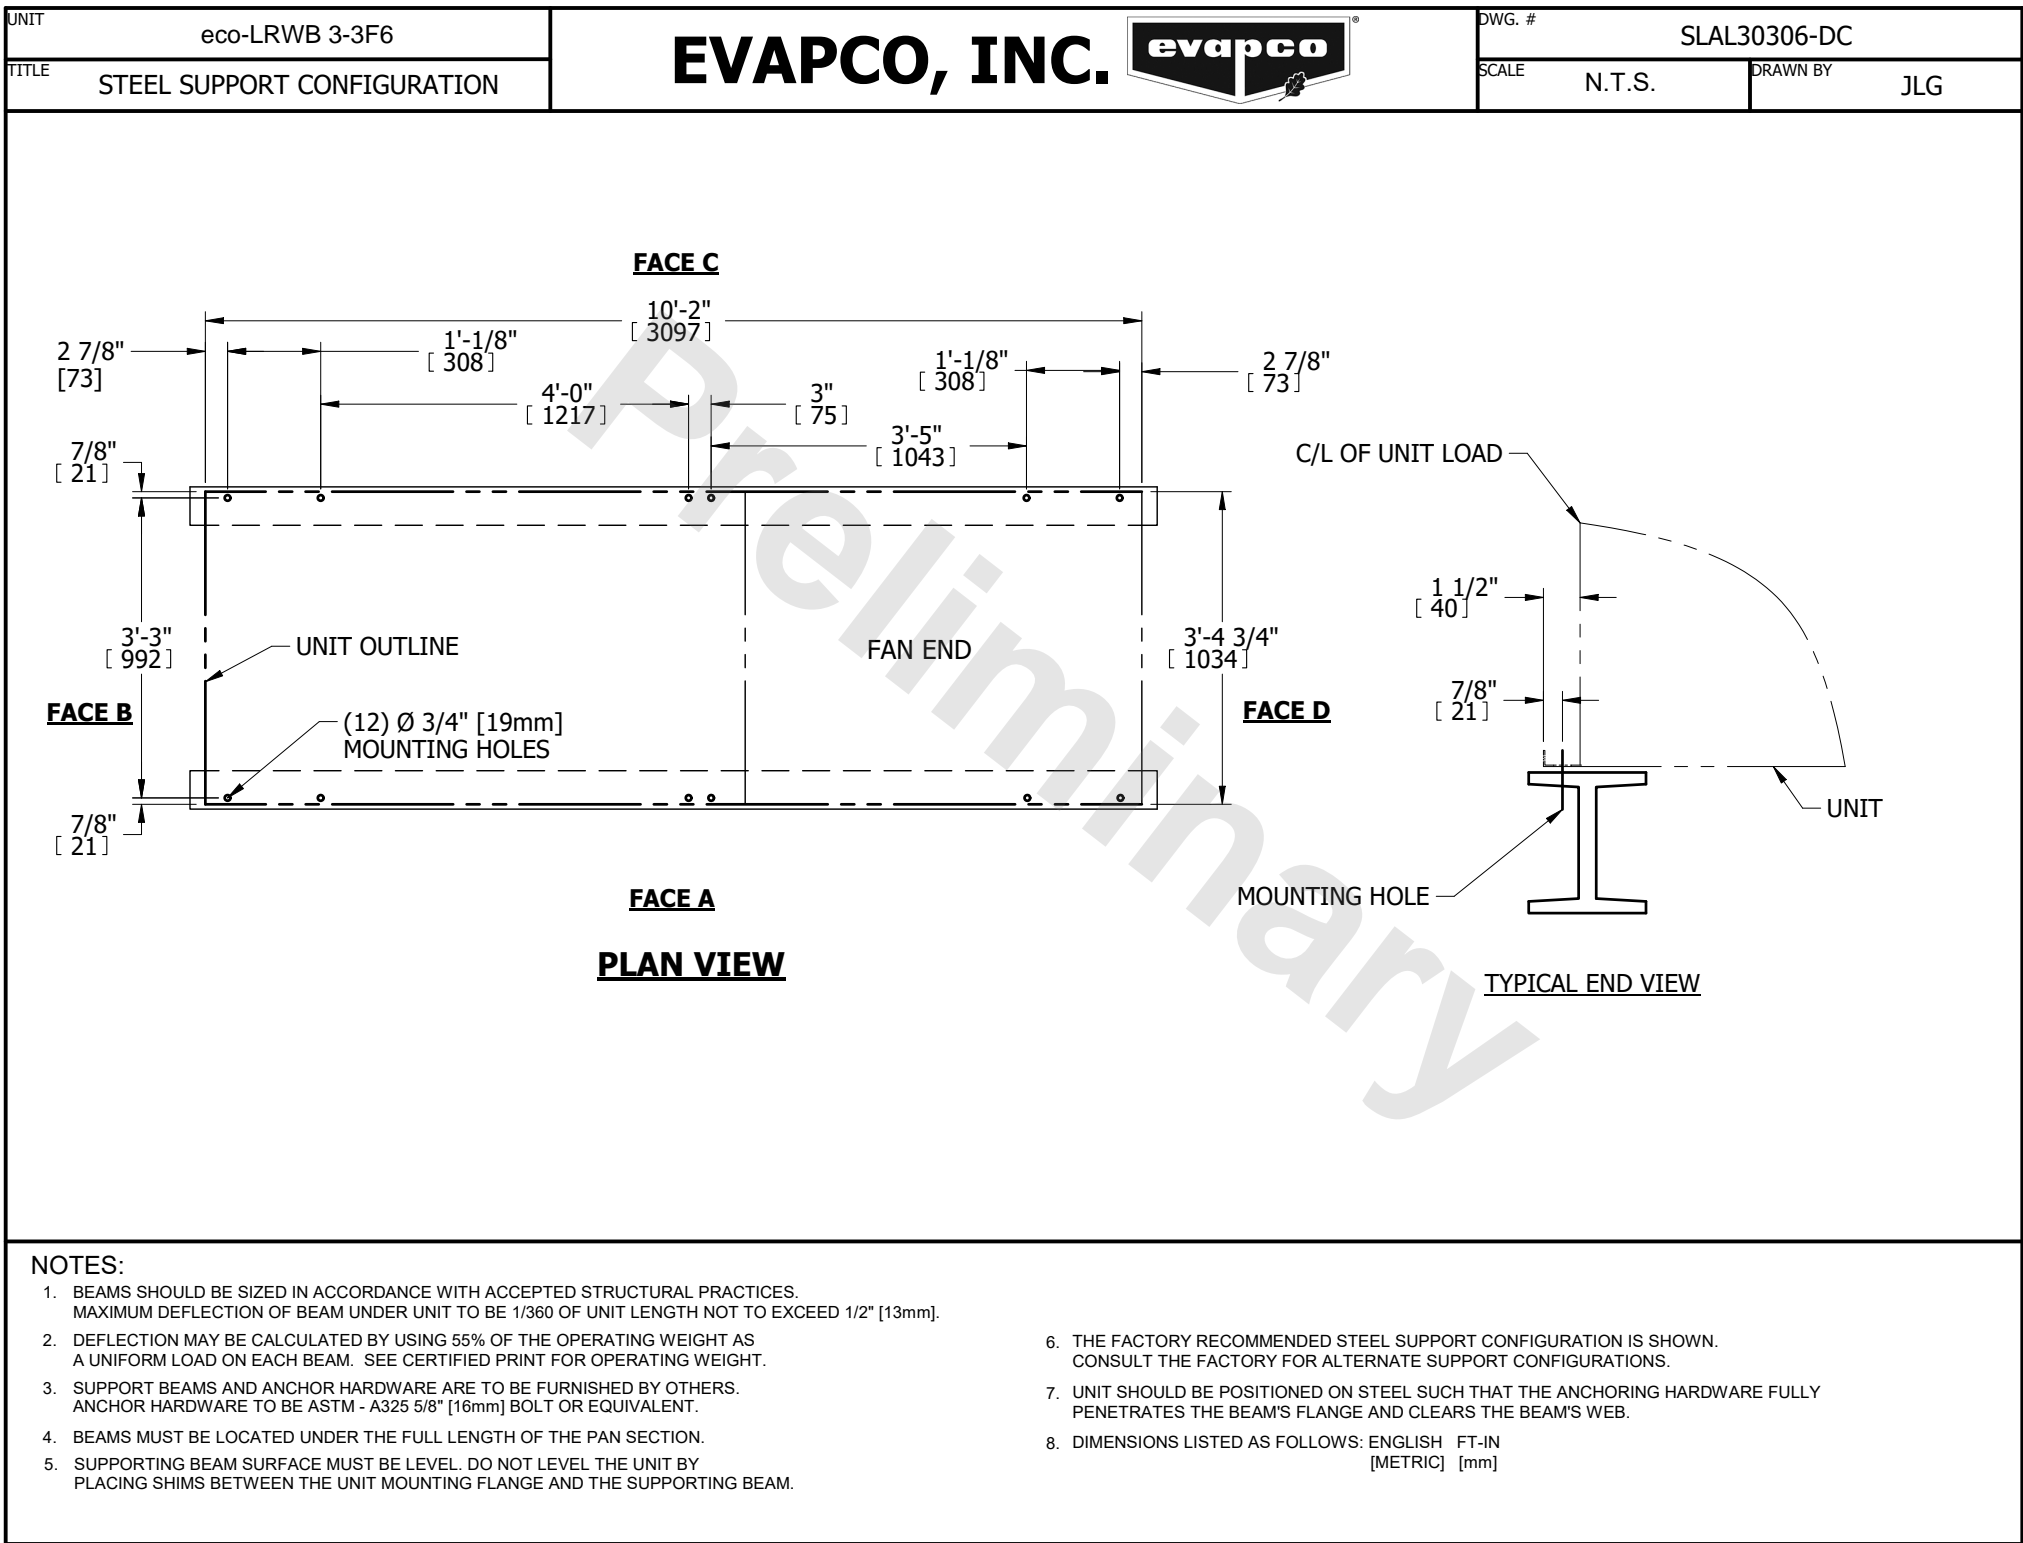 UNIT
eco-LRWB 3-3F6
TITLE
STEEL SUPPORT CONFIGURATION
EVAPCO, INC.
evapco
®
DWG. #
SLAL30306-DC
SCALE
N.T.S.
DRAWN BY
JLG
FACE C
10'-2"
[ 3097]
2 7/8"
[73]
1'-1/8"
[ 308]
1'-1/8"
[ 308]
2 7/8"
[ 73]
4'-0"
[ 1217]
3"
[ 75]
3'-5"
[ 1043]
7/8"
[ 21]
C/L OF UNIT LOAD
1 1/2"
[ 40]
3'-3"
[ 992]
UNIT OUTLINE
FAN END
3'-4 3/4"
[ 1034]
7/8"
[ 21]
FACE B
(12) Ø 3/4" [19mm]
MOUNTING HOLES
FACE D
7/8"
[ 21]
UNIT
FACE A
MOUNTING HOLE
PLAN VIEW
TYPICAL END VIEW
Preliminary
NOTES:
1. BEAMS SHOULD BE SIZED IN ACCORDANCE WITH ACCEPTED STRUCTURAL PRACTICES.
MAXIMUM DEFLECTION OF BEAM UNDER UNIT TO BE 1/360 OF UNIT LENGTH NOT TO EXCEED 1/2" [13mm].
2. DEFLECTION MAY BE CALCULATED BY USING 55% OF THE OPERATING WEIGHT AS
A UNIFORM LOAD ON EACH BEAM. SEE CERTIFIED PRINT FOR OPERATING WEIGHT.
3. SUPPORT BEAMS AND ANCHOR HARDWARE ARE TO BE FURNISHED BY OTHERS.
ANCHOR HARDWARE TO BE ASTM - A325 5/8" [16mm] BOLT OR EQUIVALENT.
4. BEAMS MUST BE LOCATED UNDER THE FULL LENGTH OF THE PAN SECTION.
5. SUPPORTING BEAM SURFACE MUST BE LEVEL. DO NOT LEVEL THE UNIT BY
PLACING SHIMS BETWEEN THE UNIT MOUNTING FLANGE AND THE SUPPORTING BEAM.
6. THE FACTORY RECOMMENDED STEEL SUPPORT CONFIGURATION IS SHOWN.
CONSULT THE FACTORY FOR ALTERNATE SUPPORT CONFIGURATIONS.
7. UNIT SHOULD BE POSITIONED ON STEEL SUCH THAT THE ANCHORING HARDWARE FULLY
PENETRATES THE BEAM'S FLANGE AND CLEARS THE BEAM'S WEB.
8. DIMENSIONS LISTED AS FOLLOWS: ENGLISH FT-IN
[METRIC] [mm]